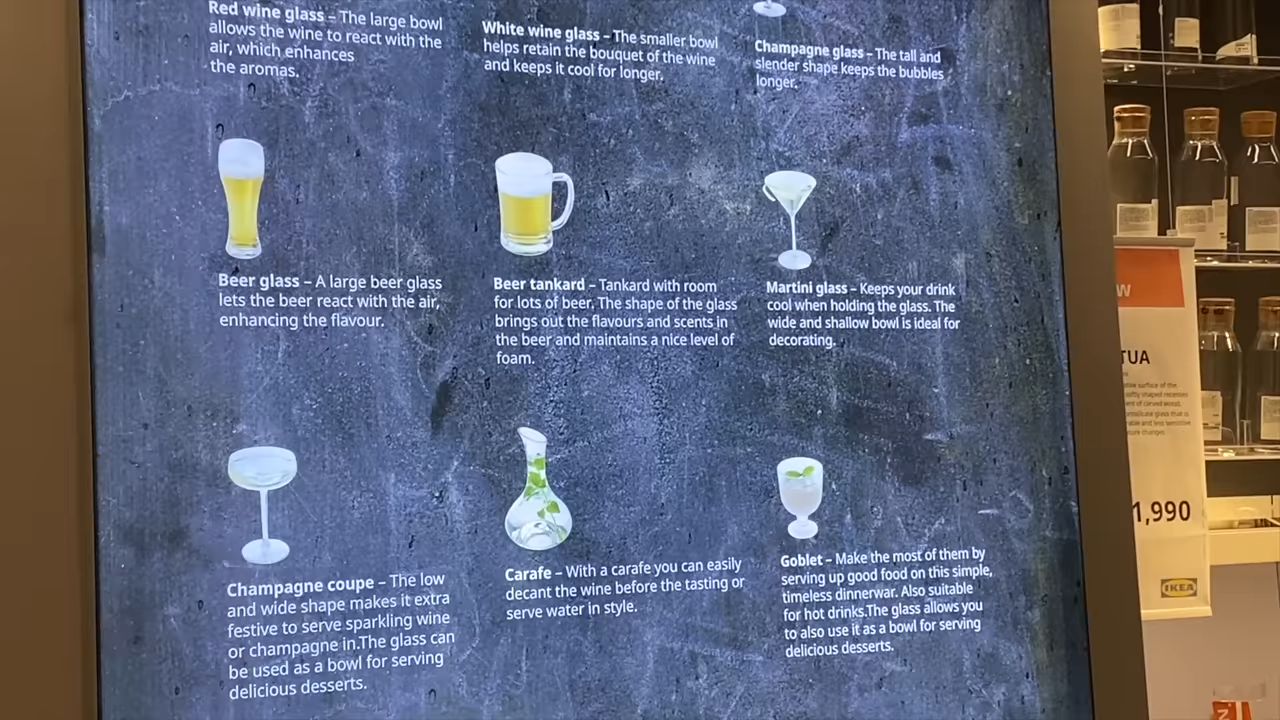 Red wine glass – The large bowl
allows the wine to react with the
air, which enhances
the aromas.
White wine glass – The smaller bowl
helps retain the bouquet of the wine
and keeps it cool for longer.
Champagne glass – The tall and
slender shape keeps the bubbles
longer.
Beer glass – A large beer glass
lets the beer react with the air,
enhancing the flavour.
Beer tankard – Tankard with room
for lots of beer. The shape of the glass
brings out the flavours and scents in
the beer and maintains a nice level of
foam.
Martini glass – Keeps your drink
cool when holding the glass. The
wide and shallow bowl is ideal for
decorating.
Champagne coupe – The low
and wide shape makes it extra
festive to serve sparkling wine
or champagne in.The glass can
be used as a bowl for serving
delicious desserts.
Carafe – With a carafe you can easily
decant the wine before the tasting or
serve water in style.
Goblet – Make the most of them by
serving up good food on this simple,
timeless dinnerwar. Also suitable
for hot drinks.The glass allows you
to also use it as a bowl for serving
delicious desserts.
W
TUA
1,990
IKEA